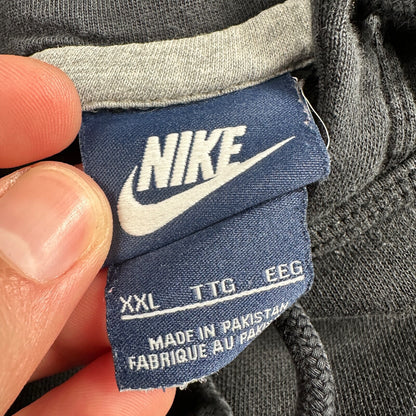 NIKE
XXL TTG EEG
MADE IN PAKISTAN
FABRIQUE AU PAKISTAN